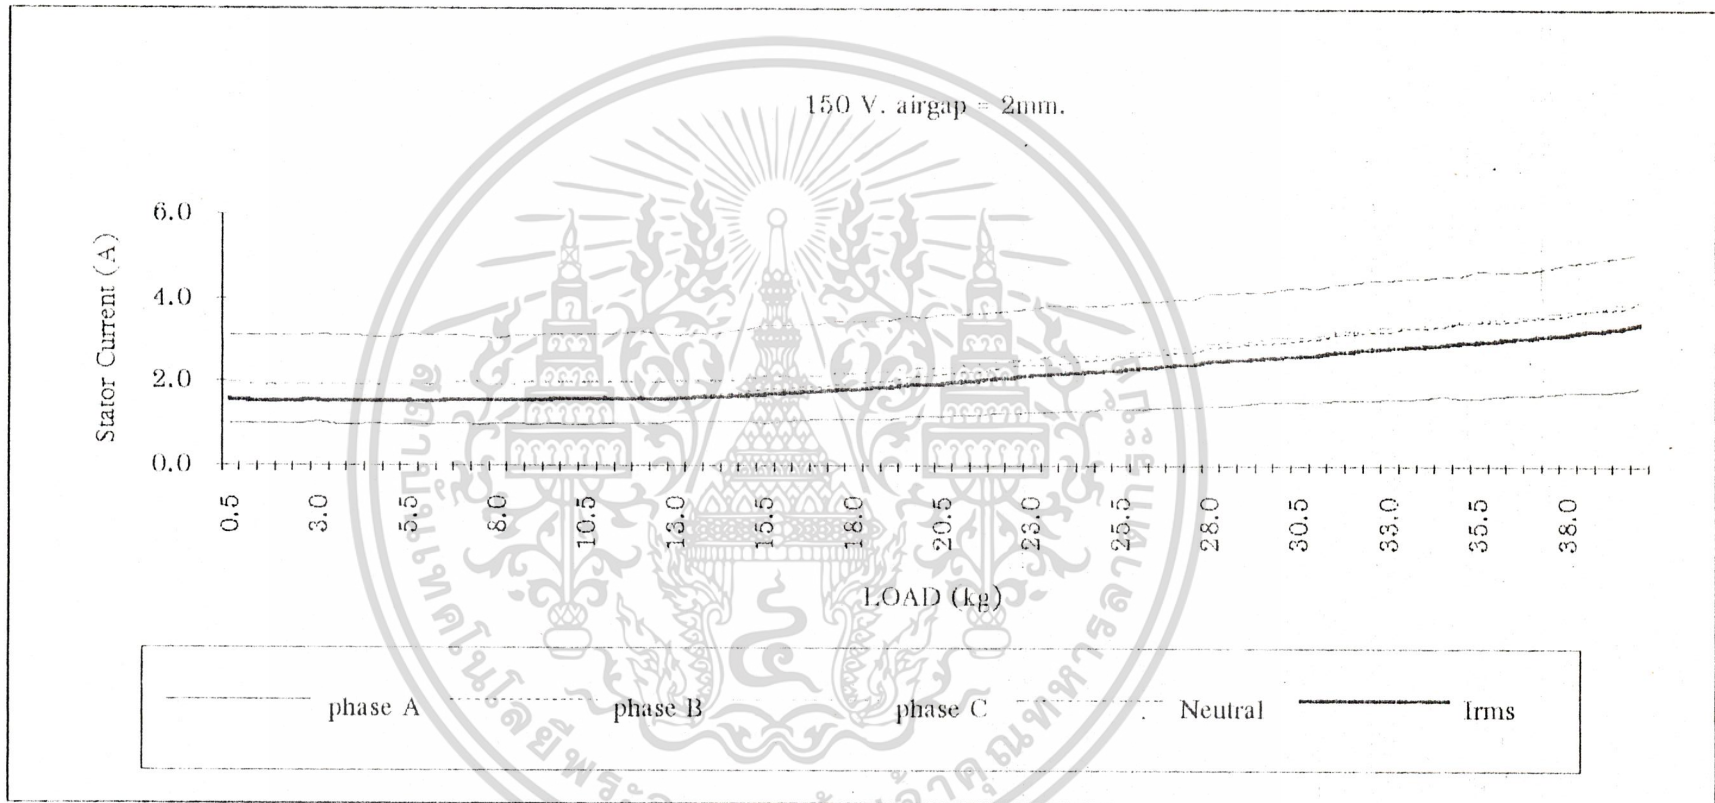 150 V. airgap = 2mm.
Stator Current (A)
6.0
4.0
2.0
0.0
0.5 3.0 5.5 8.0 10.5 13.0 15.5 18.0 20.5 23.0 25.5 28.0 30.5 33.0 35.5 38.0
LOAD (kg)
phase A phase B phase C Neutral Irms